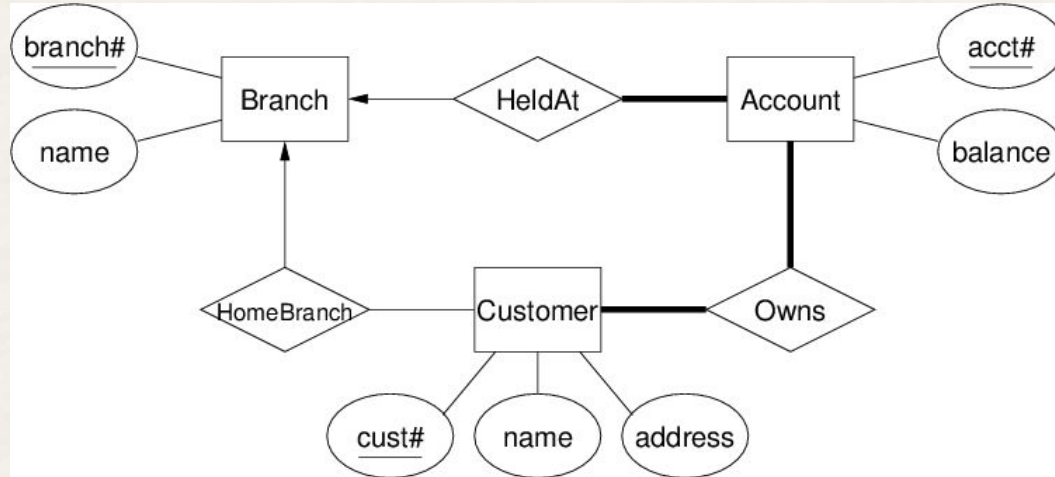 branch#
acct#
Branch
HeldAt
Account
name
balance
HomeBranch
Customer
Owns
cust#
name
address